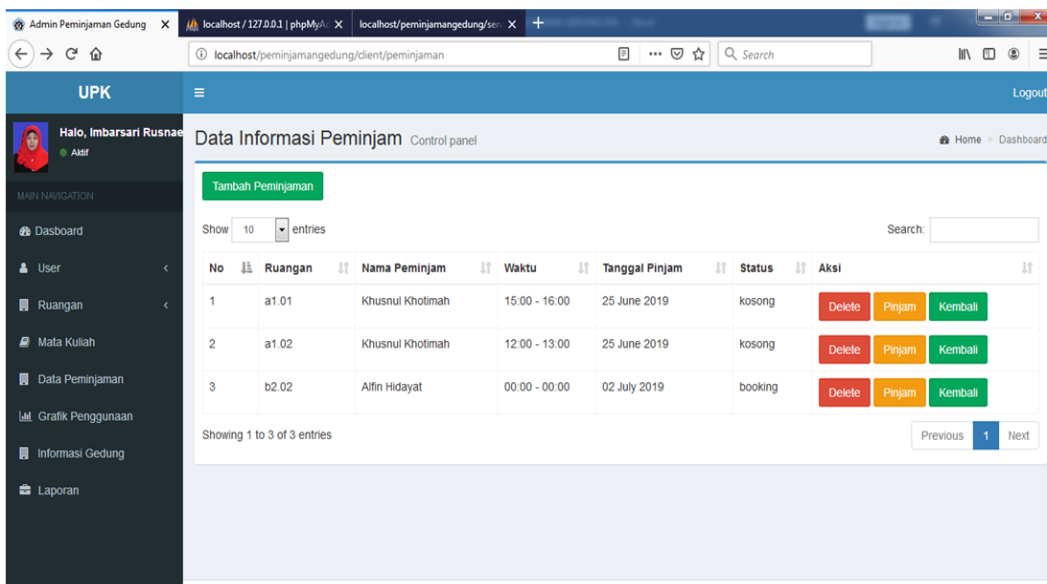 Admin Peminjaman Gedung
localhost / 127.0.0.1 | phpMyAd
localhost/peminjamangedung/serv
localhost/peminjamangedung/client/peminjaman
Search
UPK
Logout
Halo, Imbarsari Rusnae
Aktif
Data Informasi Peminjam Control panel
Home > Dashboard
MAIN NAVIGATION
Dasboard
User
Ruangan
Mata Kuliah
Data Peminjaman
Grafik Penggunaan
Informasi Gedung
Laporan
Tambah Peminjaman
Show 10 entries
Search:
No Ruangan Nama Peminjam Waktu Tanggal Pinjam Status Aksi
1 a1.01 Khusnul Khotimah 15:00 - 16:00 25 June 2019 kosong Delete Pinjam Kembali
2 a1.02 Khusnul Khotimah 12:00 - 13:00 25 June 2019 kosong Delete Pinjam Kembali
3 b2.02 Alfin Hidayat 00:00 - 00:00 02 July 2019 booking Delete Pinjam Kembali
Showing 1 to 3 of 3 entries
Previous 1 Next